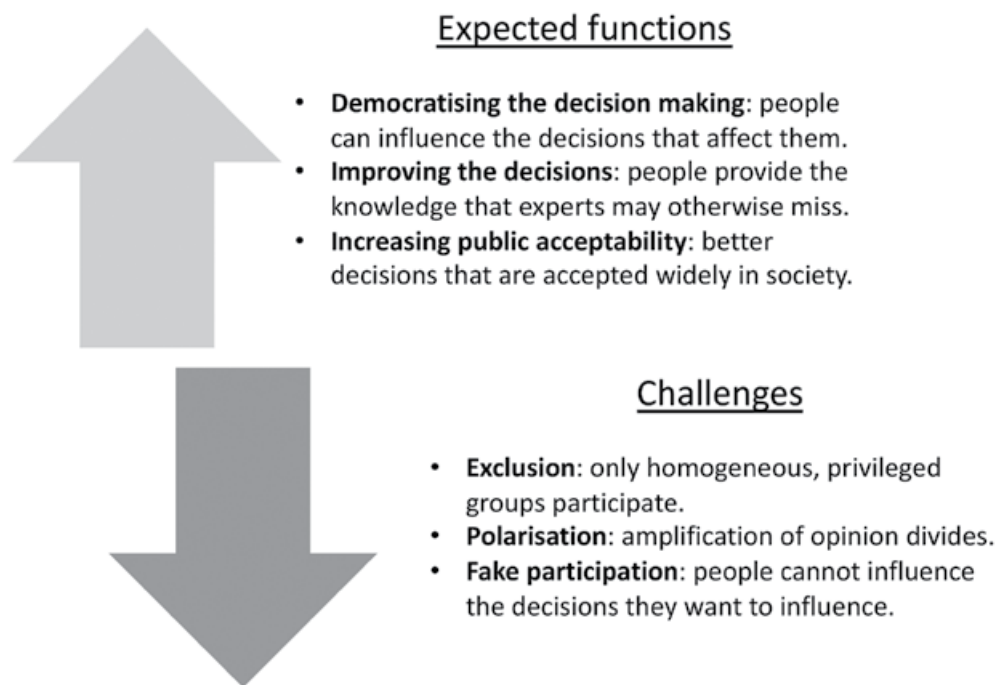 Expected functions
• Democratising the decision making: people
can influence the decisions that affect them.
• Improving the decisions: people provide the
knowledge that experts may otherwise miss.
• Increasing public acceptability: better
decisions that are accepted widely in society.
Challenges
• Exclusion: only homogeneous, privileged
groups participate.
• Polarisation: amplification of opinion divides.
• Fake participation: people cannot influence
the decisions they want to influence.